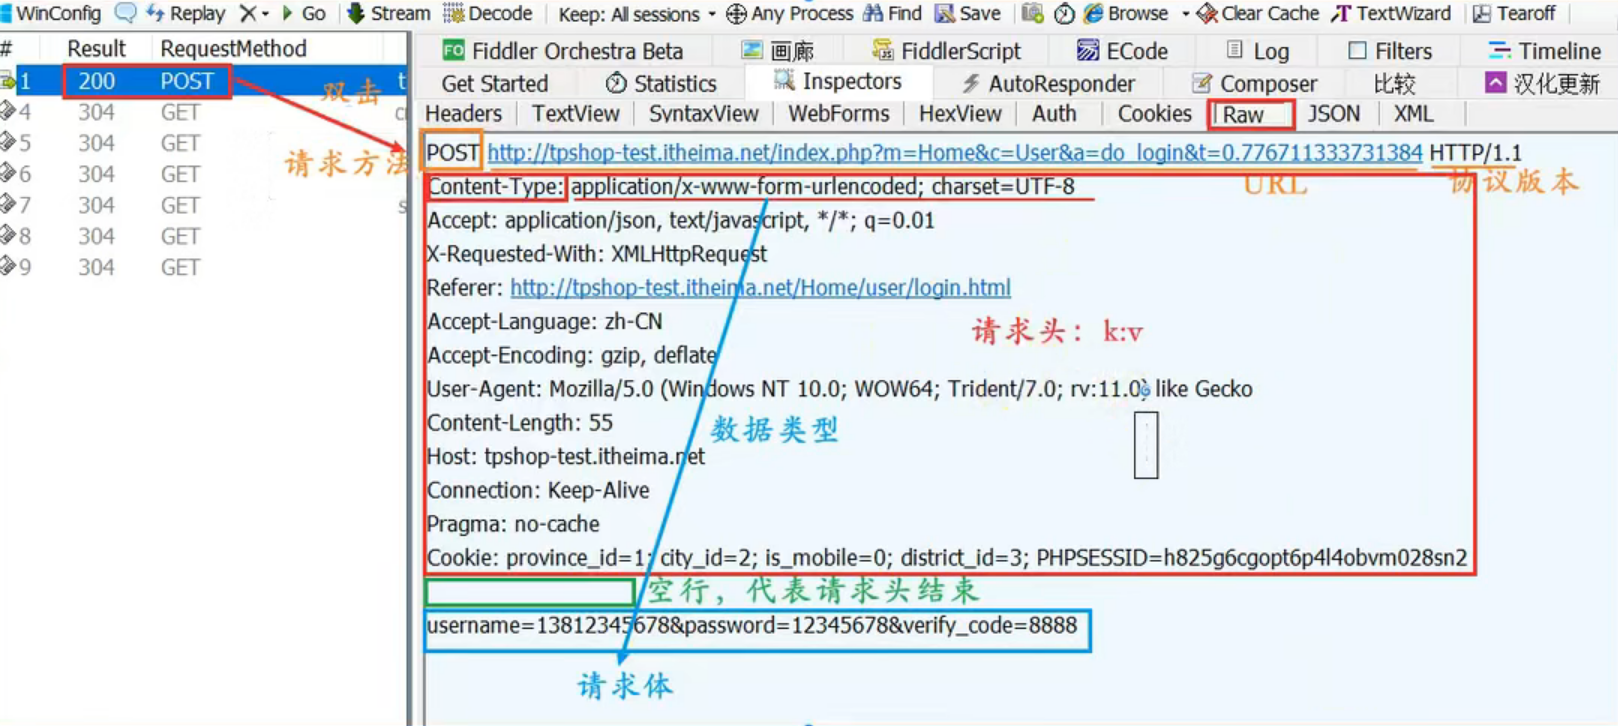 WinConfig Replay Go Stream Decode Keep: All sessions Any Process Find Save Browse Clear Cache TextWizard Tearoff
# Result RequestMethod
FO Fiddler Orchestra Beta 画廊 FiddlerScript ECode Log Filters Timeline
Get Started Statistics Inspectors AutoResponder Composer 比较 汉化更新
Headers TextView SyntaxView WebForms HexView Auth Cookies Raw JSON XML
1 200 POST t
双击
4 304 GET
5 304 GET
6 304 GET
7 304 GET s
8 304 GET
9 304 GET
请求方法
POST http://tpshop-test.itheima.net/index.php?m=Home&c=User&a=do_login&t=0.776711333731384 HTTP/1.1
URL 协议版本
Content-Type: application/x-www-form-urlencoded; charset=UTF-8
Accept: application/json, text/javascript, */*; q=0.01
X-Requested-With: XMLHttpRequest
Referer: http://tpshop-test.itheima.net/Home/user/login.html
Accept-Language: zh-CN
请求头：k:v
Accept-Encoding: gzip, deflate
User-Agent: Mozilla/5.0 (Windows NT 10.0; WOW64; Trident/7.0; rv:11.0) like Gecko
Content-Length: 55
数据类型
Host: tpshop-test.itheima.net
Connection: Keep-Alive
Pragma: no-cache
Cookie: province_id=1; city_id=2; is_mobile=0; district_id=3; PHPSESSID=h825g6cgopt6p4l4obvm028sn2
空行，代表请求头结束
username=13812345678&password=12345678&verify_code=8888
请求体